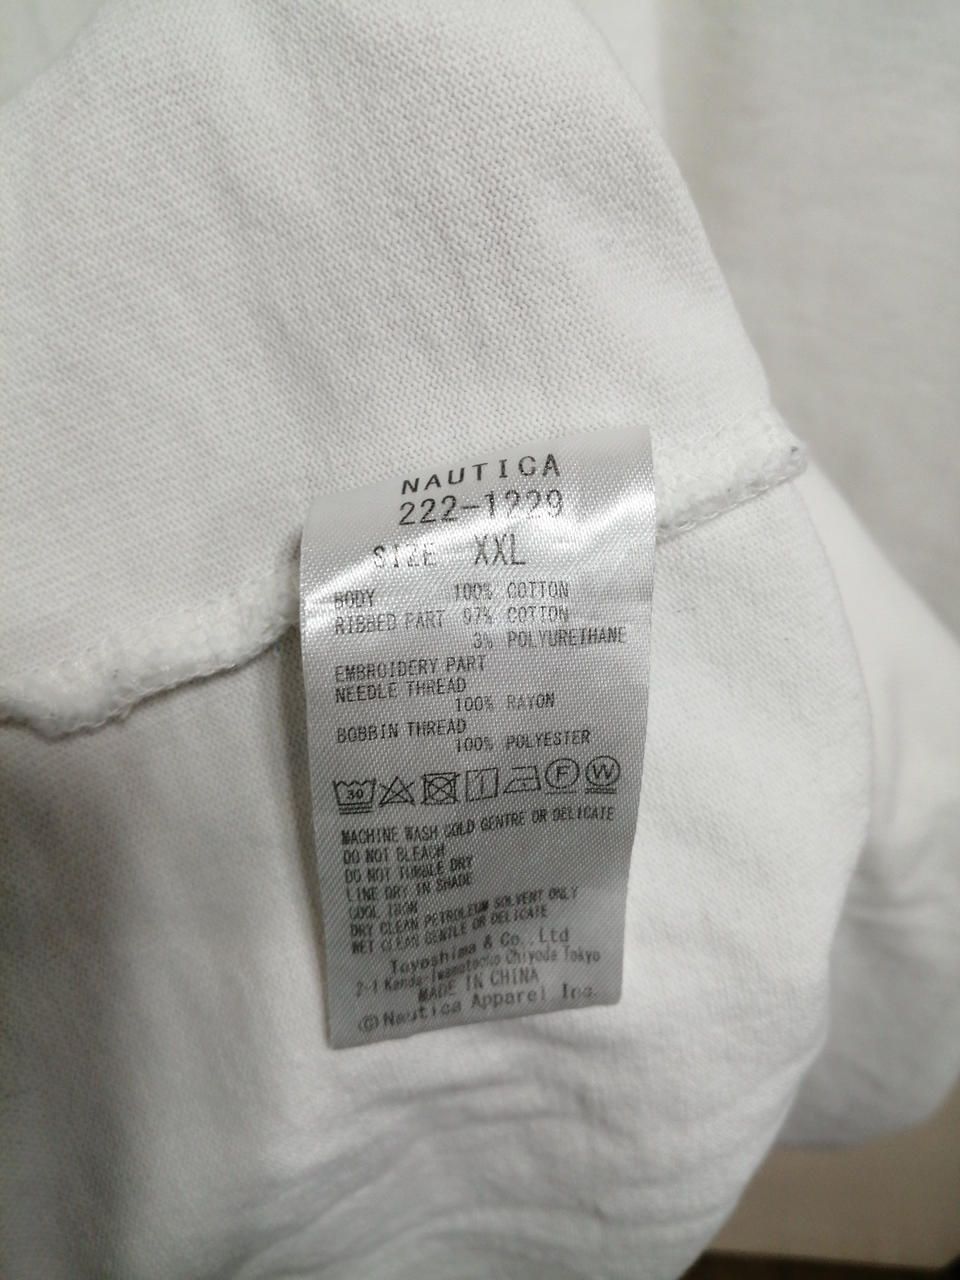 NAUTICA
222-1229
SIZE XXL
BODY 100% COTTON
RIBBED PART 97% COTTON
3% POLYURETHANE
EMBROIDERY PART
NEEDLE THREAD
100% RAYON
BOBBIN THREAD
100% POLYESTER
30 1 F W
MACHINE WASH COLD GENTRE OR DELICATE
DO NOT BLEACH
DO NOT TUMBLE DRY
LINE DRY IN SHADE
COOL IRON
DRY CLEAN PETROLEUM SOLVENT ONLY
WET CLEAN GENTLE OR DELICATE
Toyoshima & Co.,Ltd
2-1 Kanda-Iwamotocho Chiyoda Tokyo
MADE IN CHINA
©Nautica Apparel Inc.